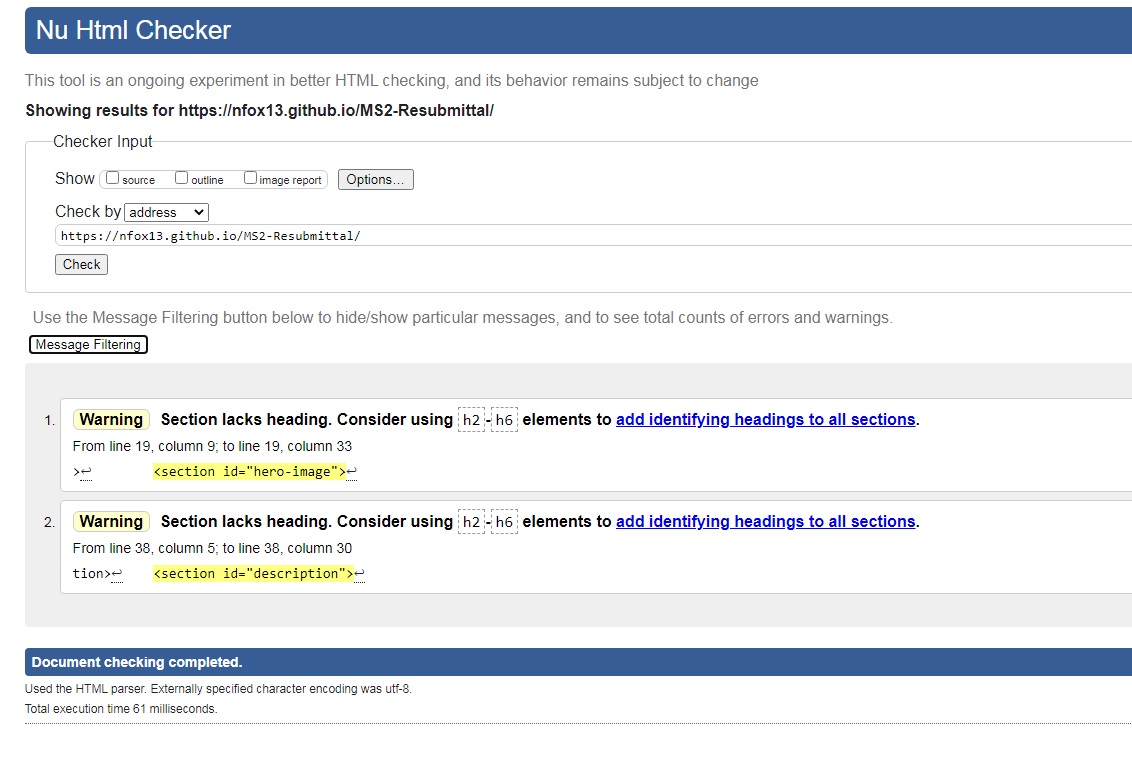 Nu Html Checker
This tool is an ongoing experiment in better HTML checking, and its behavior remains subject to change
Showing results for https://nfox13.github.io/MS2-Resubmittal/
Checker Input
Show source outline image report Options...
Check by address
https://nfox13.github.io/MS2-Resubmittal/
Check
Use the Message Filtering button below to hide/show particular messages, and to see total counts of errors and warnings.
Message Filtering
1. Warning Section lacks heading. Consider using h2-h6 elements to add identifying headings to all sections.
From line 19, column 9; to line 19, column 33
>↩ <section id="hero-image">↩
2. Warning Section lacks heading. Consider using h2-h6 elements to add identifying headings to all sections.
From line 38, column 5; to line 38, column 30
tion>↩ <section id="description">↩
Document checking completed.
Used the HTML parser. Externally specified character encoding was utf-8.
Total execution time 61 milliseconds.